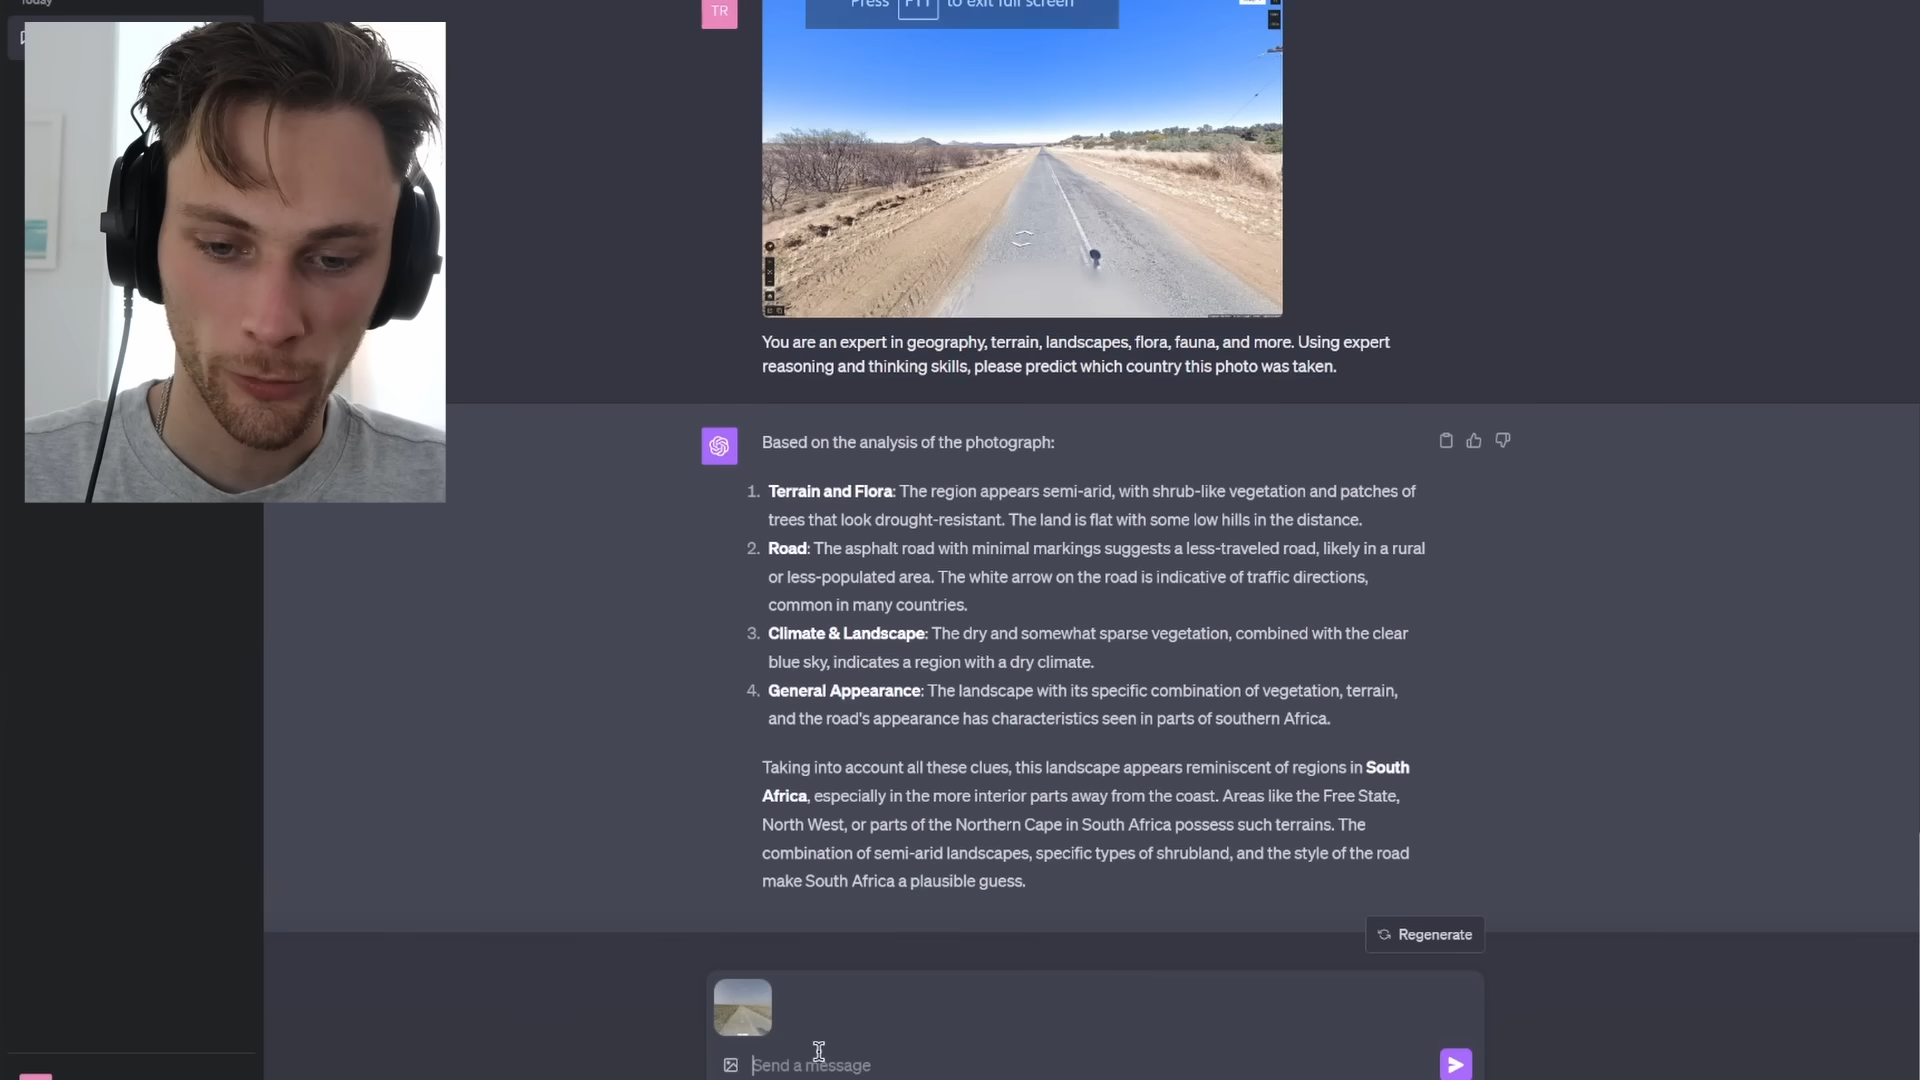 Today
TR
Press F11 to exit full screen
You are an expert in geography, terrain, landscapes, flora, fauna, and more. Using expert
reasoning and thinking skills, please predict which country this photo was taken.
Based on the analysis of the photograph:
1. Terrain and Flora: The region appears semi-arid, with shrub-like vegetation and patches of
trees that look drought-resistant. The land is flat with some low hills in the distance.
2. Road: The asphalt road with minimal markings suggests a less-traveled road, likely in a rural
or less-populated area. The white arrow on the road is indicative of traffic directions,
common in many countries.
3. Climate & Landscape: The dry and somewhat sparse vegetation, combined with the clear
blue sky, indicates a region with a dry climate.
4. General Appearance: The landscape with its specific combination of vegetation, terrain,
and the road's appearance has characteristics seen in parts of southern Africa.
Taking into account all these clues, this landscape appears reminiscent of regions in South
Africa, especially in the more interior parts away from the coast. Areas like the Free State,
North West, or parts of the Northern Cape in South Africa possess such terrains. The
combination of semi-arid landscapes, specific types of shrubland, and the style of the road
make South Africa a plausible guess.
Regenerate
Send a message